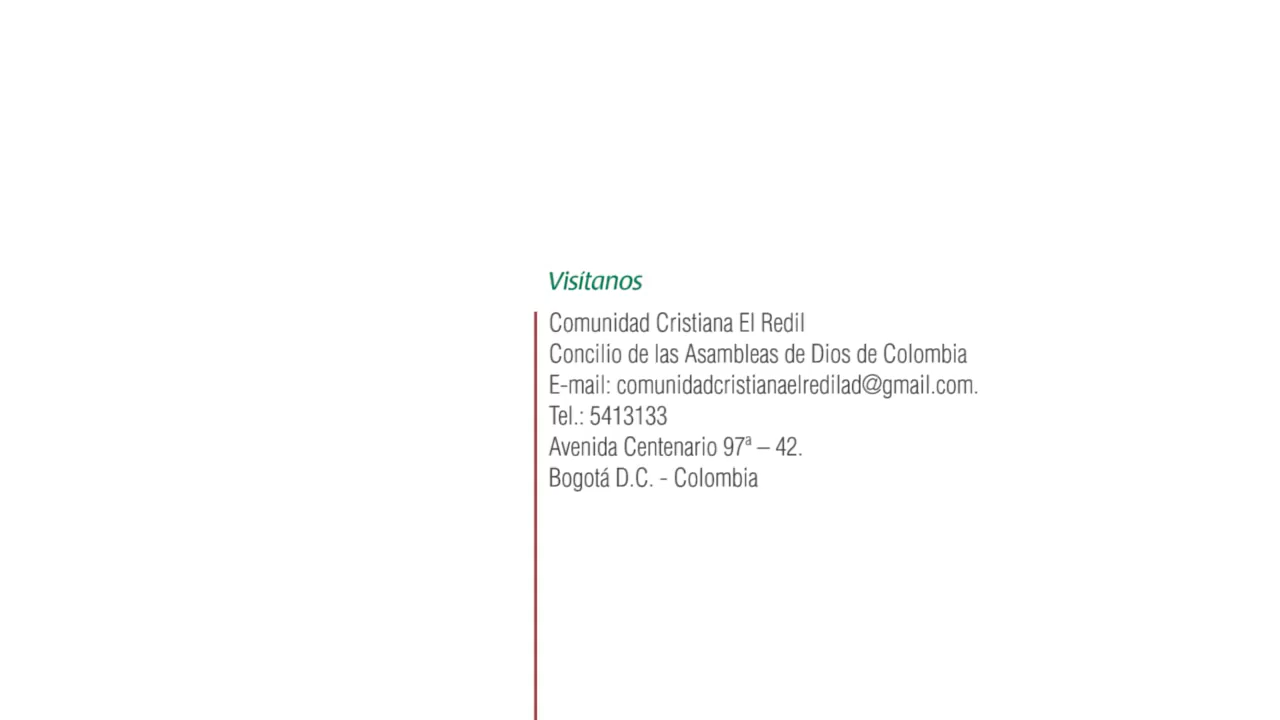 Visítanos
Comunidad Cristiana El Redil
Concilio de las Asambleas de Dios de Colombia
E-mail: comunidadcristianaelredilad@gmail.com.
Tel.: 5413133
Avenida Centenario 97ª – 42.
Bogotá D.C. - Colombia